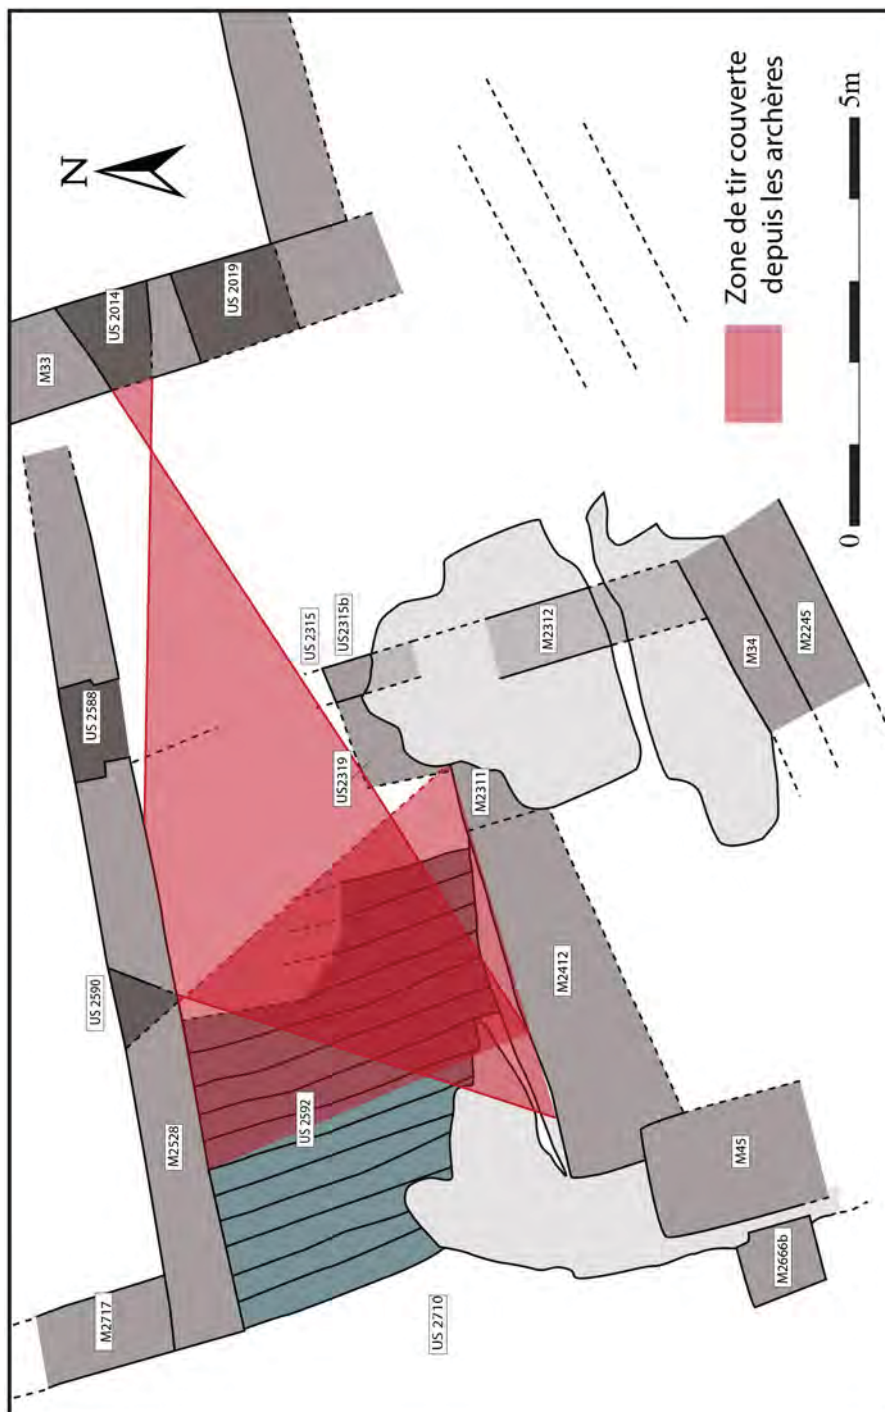 N
M33
US 2014
US 2019
US 2588
US 2590
M2528
M2717
US 2592
US 2710
US 2315
US2315b
US2319
M2311
M2312
M34
M2245
M2412
M45
M2666b
Zone de tir couverte
depuis les archères
0
5m